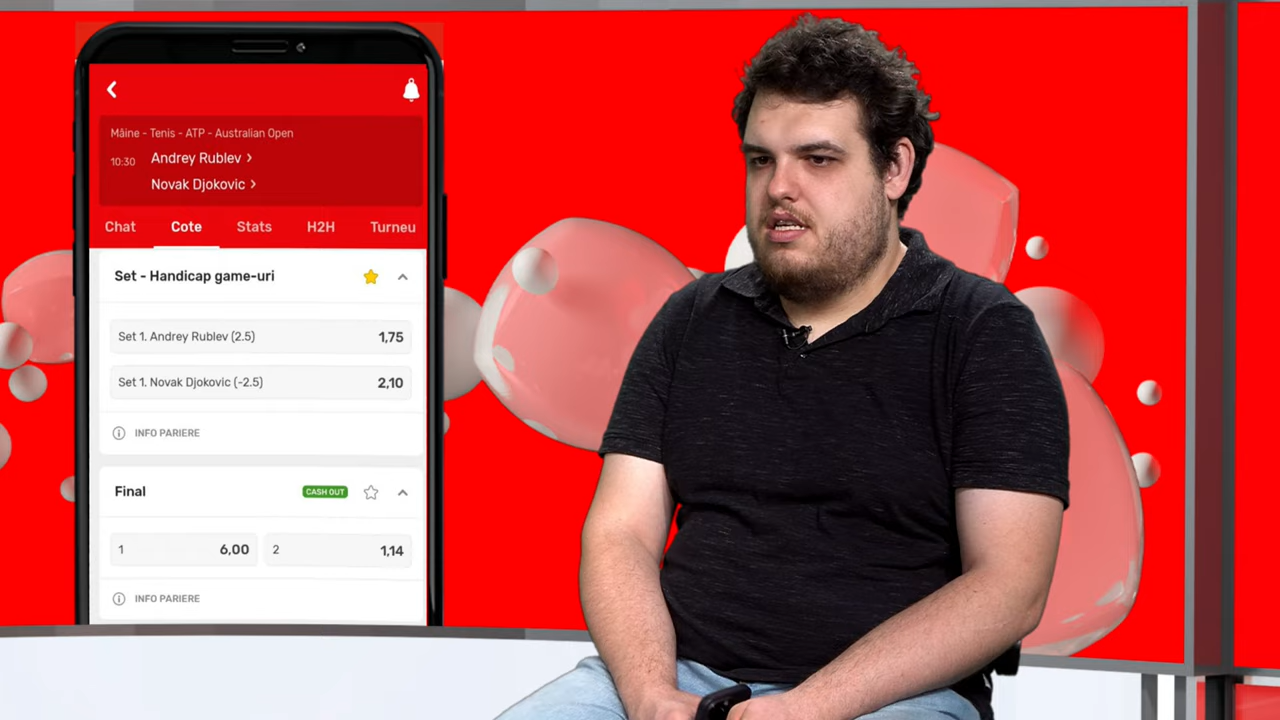 Mâine - Tenis - ATP - Australian Open
10:30
Andrey Rublev
Novak Djokovic
Chat Cote Stats H2H Turneu
Set - Handicap game-uri
Set 1. Andrey Rublev (2.5) 1,75
Set 1. Novak Djokovic (-2.5) 2,10
INFO PARIERE
Final CASH OUT
1 6,00 2 1,14
INFO PARIERE